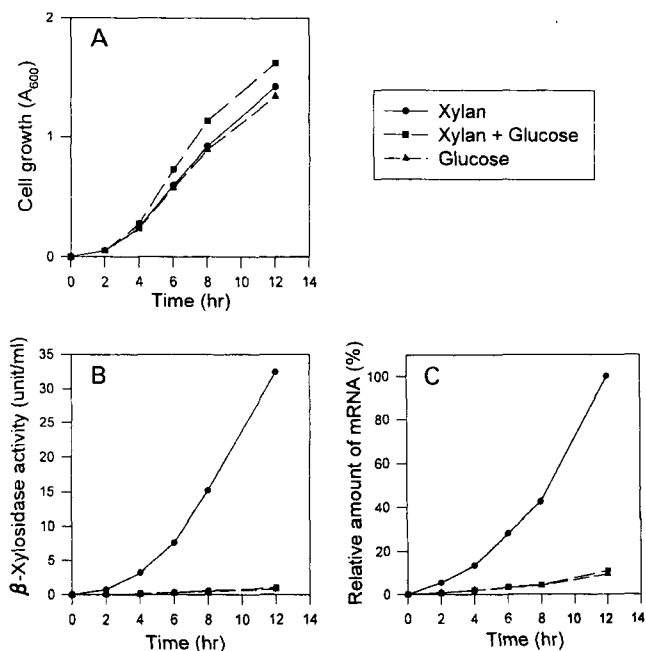 A
Cell growth (A600)
2
1
0
0 2 4 6 8 10 12 14
Time (hr)
Xylan
Xylan + Glucose
Glucose
B
β-Xylosidase activity (unit/ml)
35
30
25
20
15
10
5
0
0 2 4 6 8 10 12 14
Time (hr)
C
Relative amount of mRNA (%)
100
80
60
40
20
0
0 2 4 6 8 10 12 14
Time (hr)